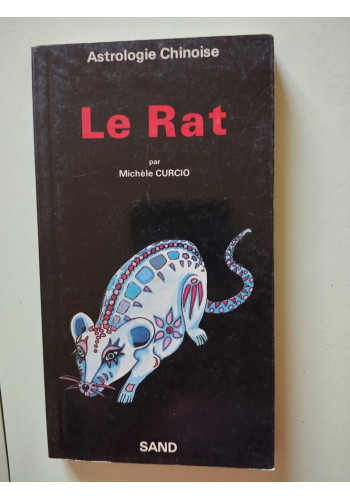 Astrologie Chinoise
Le Rat
par
Michèle CURCIO
SAND